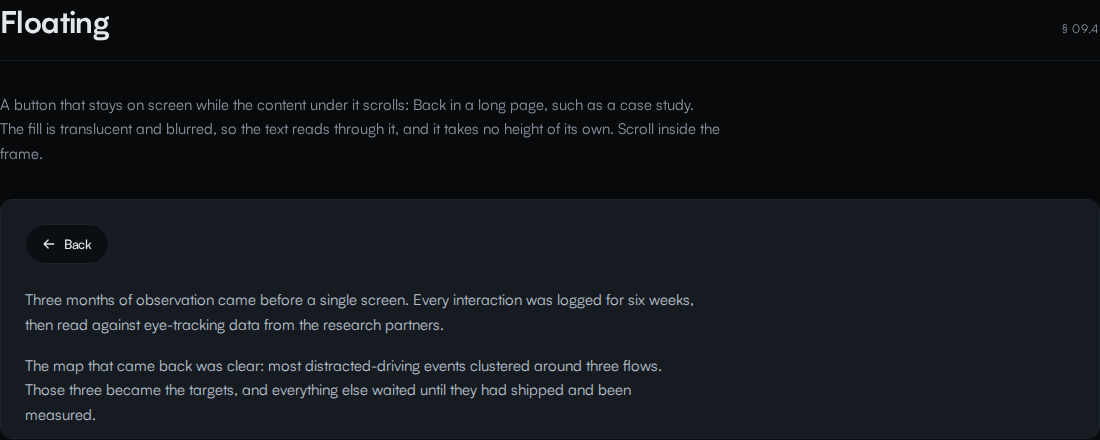 Floating
§ 09.4
A button that stays on screen while the content under it scrolls: Back in a long page, such as a case study.
The fill is translucent and blurred, so the text reads through it, and it takes no height of its own. Scroll inside the
frame.
← Back
Three months of observation came before a single screen. Every interaction was logged for six weeks,
then read against eye-tracking data from the research partners.
The map that came back was clear: most distracted-driving events clustered around three flows.
Those three became the targets, and everything else waited until they had shipped and been
measured.